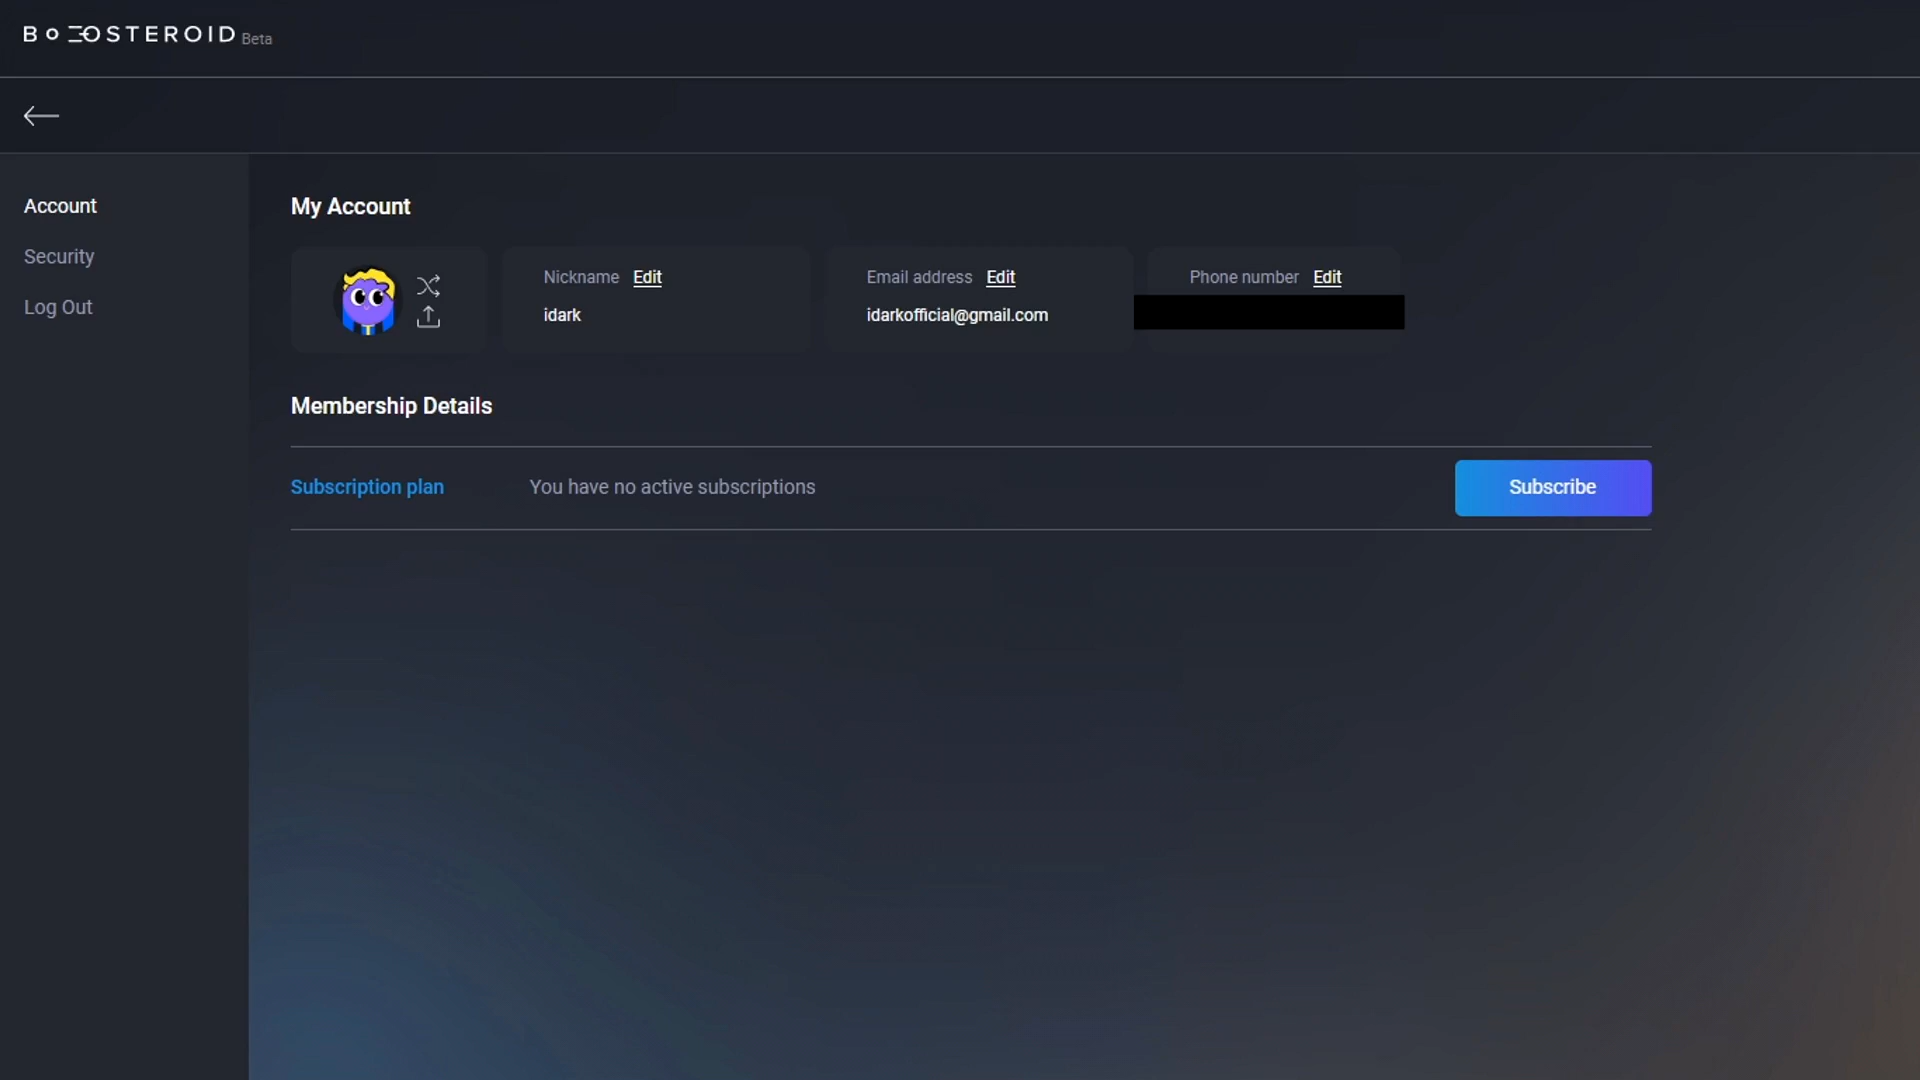 BOOSTEROID Beta
Account
Security
Log Out
My Account
Nickname Edit
idark
Email address Edit
idarkofficial@gmail.com
Phone number Edit
Membership Details
Subscription plan You have no active subscriptions Subscribe